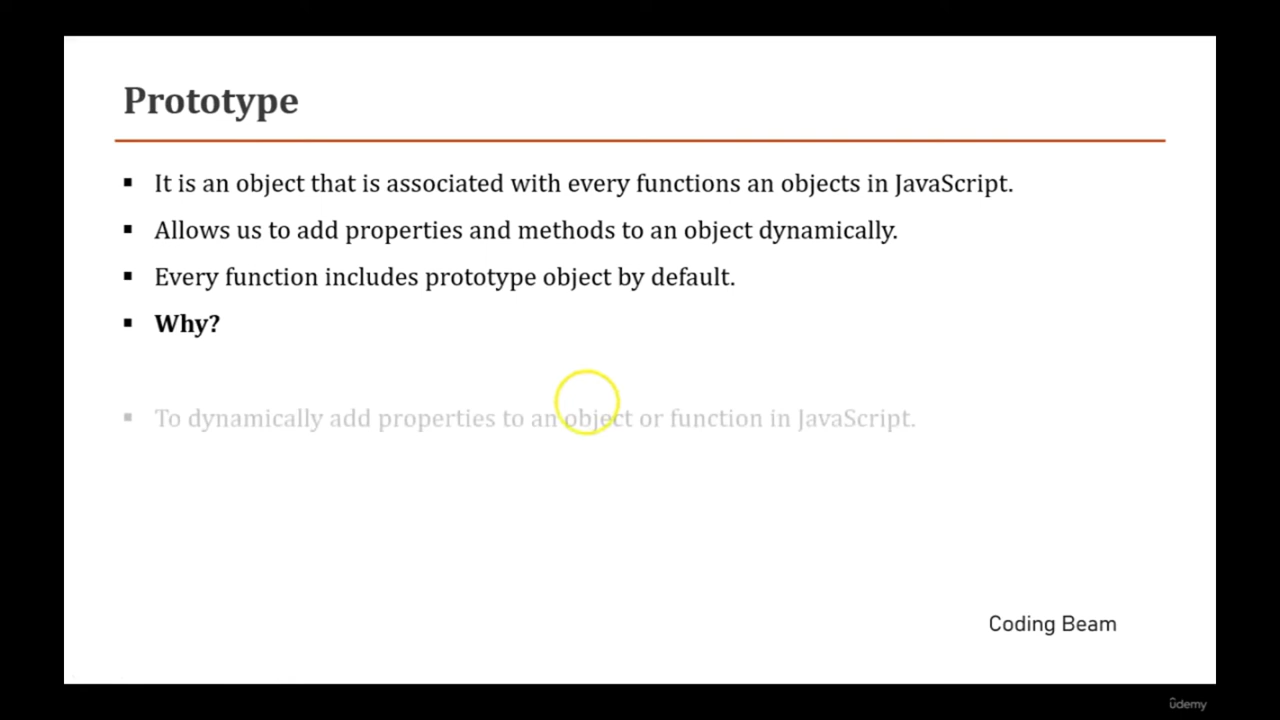 Prototype
▪ It is an object that is associated with every functions an objects in JavaScript.
▪ Allows us to add properties and methods to an object dynamically.
▪ Every function includes prototype object by default.
▪ Why?
▪ To dynamically add properties to an object or function in JavaScript.
Coding Beam
ûdemy